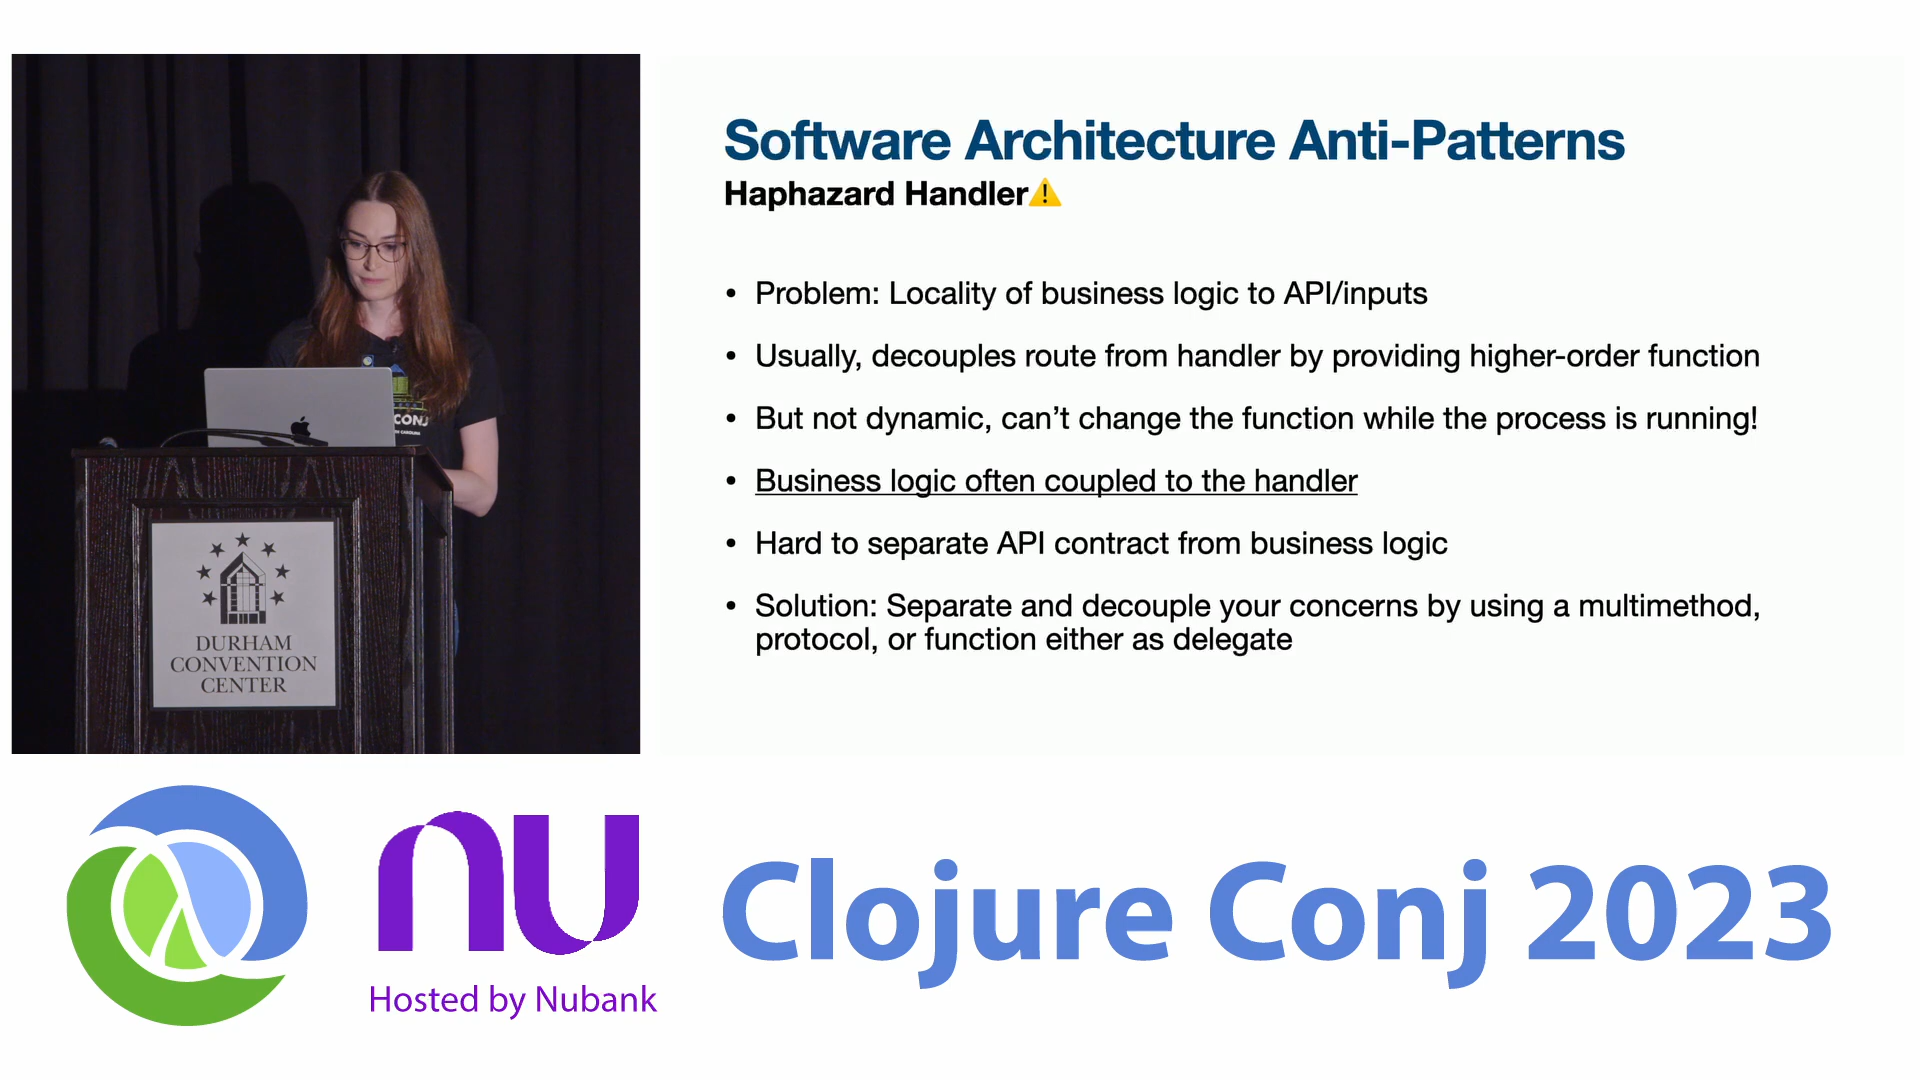 Software Architecture Anti-Patterns
Haphazard Handler⚠️
• Problem: Locality of business logic to API/inputs
• Usually, decouples route from handler by providing higher-order function
• But not dynamic, can’t change the function while the process is running!
• Business logic often coupled to the handler
• Hard to separate API contract from business logic
• Solution: Separate and decouple your concerns by using a multimethod,
protocol, or function either as delegate
CONJ
DURHAM
CONVENTION
CENTER
nu
Hosted by Nubank
Clojure Conj 2023